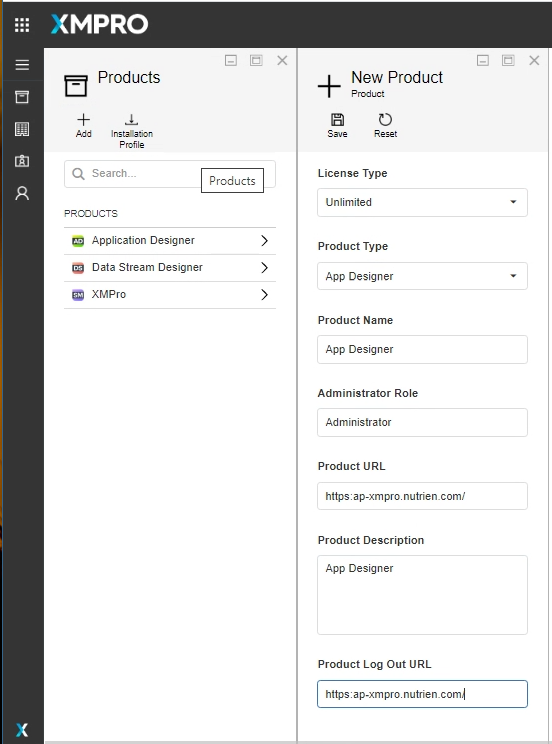 XMPRO
Products
Add
Installation
Profile
Search...
Products
PRODUCTS
AD Application Designer
DS Data Stream Designer
SM XMPro
New Product
Product
Save
Reset
License Type
Unlimited
Product Type
App Designer
Product Name
App Designer
Administrator Role
Administrator
Product URL
https:ap-xmpro.nutrien.com/
Product Description
App Designer
Product Log Out URL
https:ap-xmpro.nutrien.com/